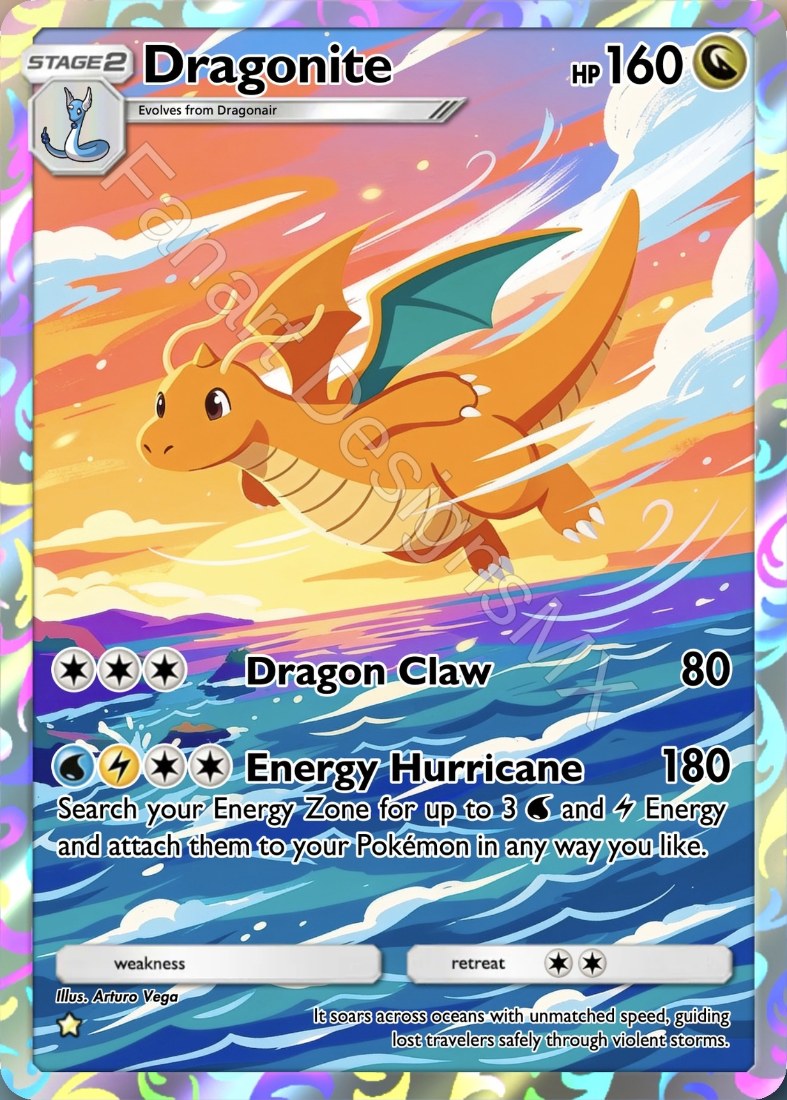 STAGE2 Dragonite HP 160
Evolves from Dragonair
Fanart DesignsMX
Dragon Claw 80
Energy Hurricane 180
Search your Energy Zone for up to 3 and Energy
and attach them to your Pokémon in any way you like.
weakness retreat
Illus. Arturo Vega
It soars across oceans with unmatched speed, guiding
lost travelers safely through violent storms.